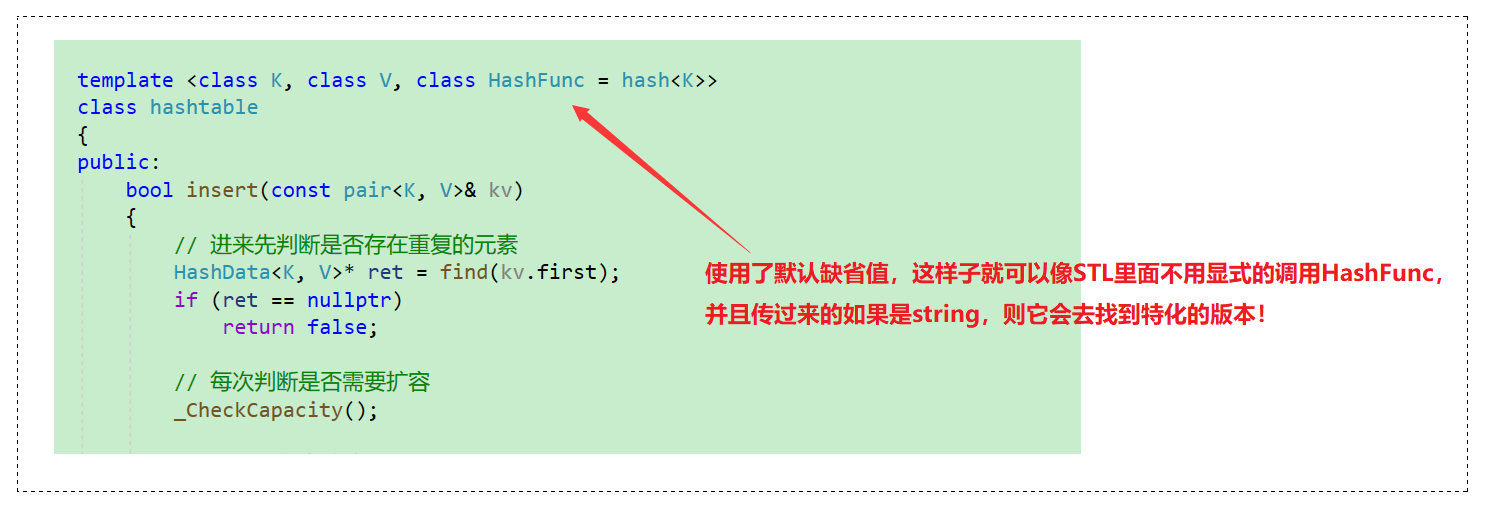 template <class K, class V, class HashFunc = hash<K>>
class hashtable
{
public:
    bool insert(const pair<K, V>& kv)
    {
        // 进来先判断是否存在重复的元素
        HashData<K, V>* ret = find(kv.first);
        if (ret == nullptr)
            return false;
        // 每次判断是否需要扩容
        _CheckCapacity();
使用了默认缺省值，这样子就可以像STL里面不用显式的调用HashFunc，
并且传过来的如果是string，则它会去找到特化的版本！